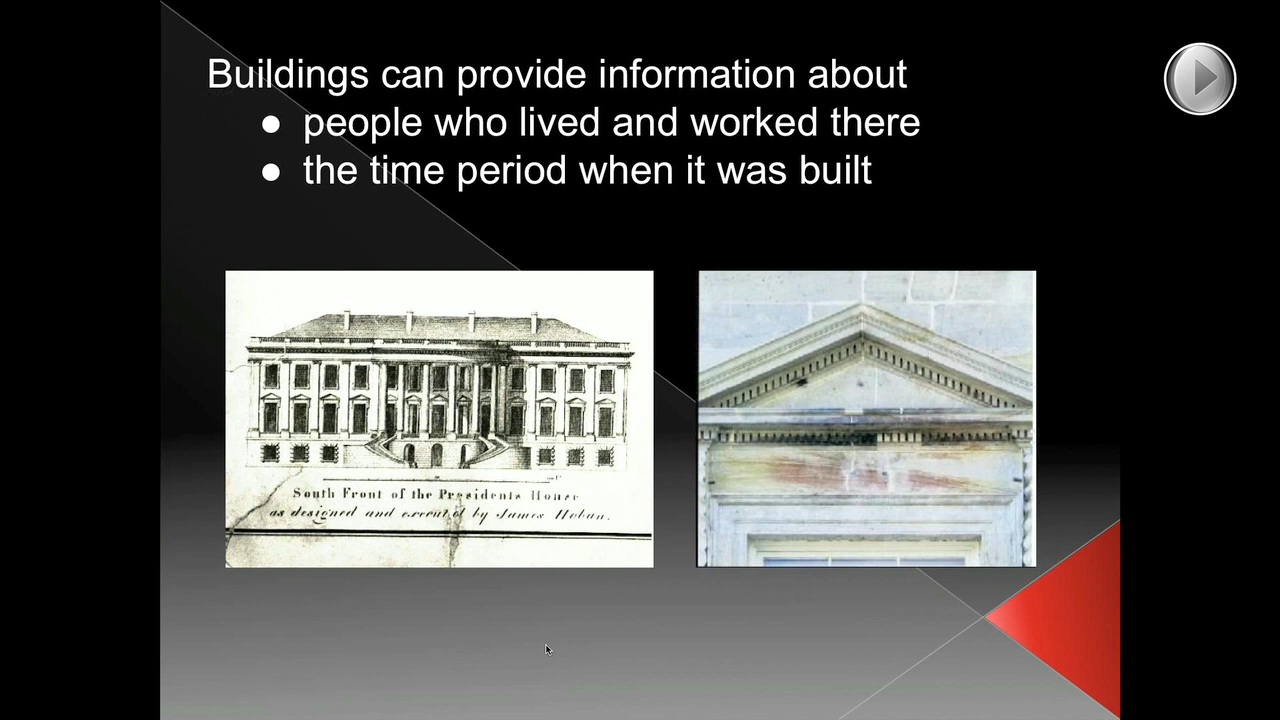 Buildings can provide information about
● people who lived and worked there
● the time period when it was built
South Front of the Presidents House
as designed and executed by James Hoban.